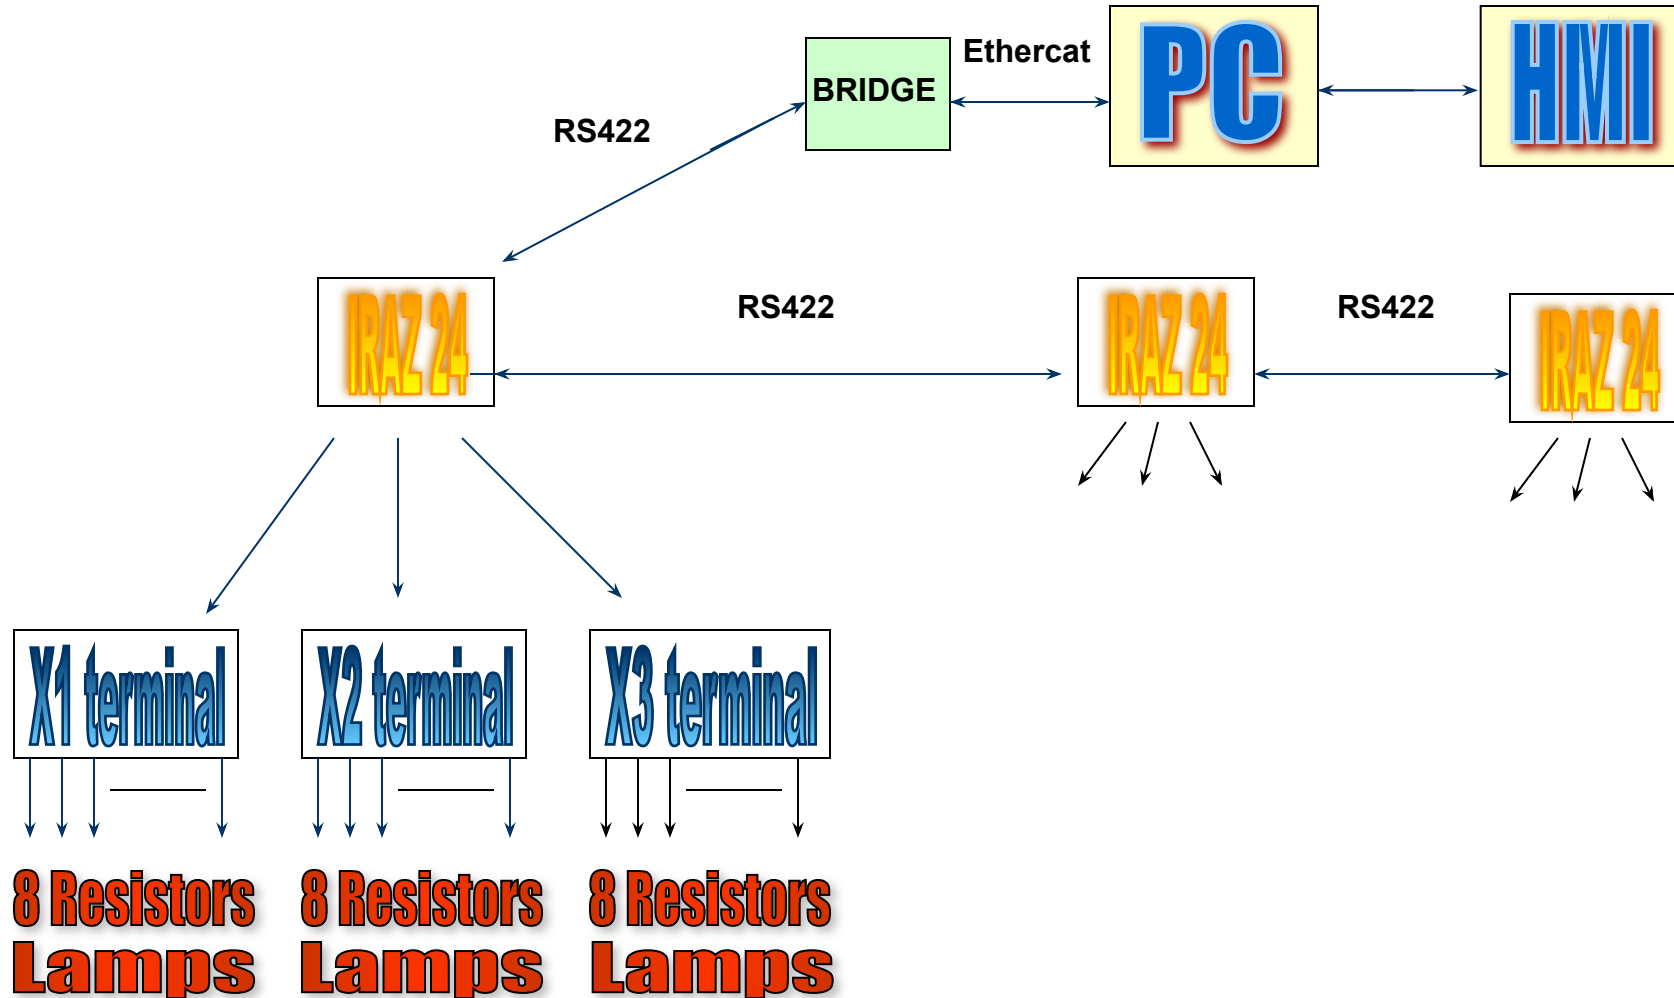 Ethercat
PC
HMI
BRIDGE
RS422
IRAZ 24
RS422
IRAZ 24
RS422
IRAZ 24
X1 terminal
X2 terminal
X3 terminal
8 Resistors
Lamps
8 Resistors
Lamps
8 Resistors
Lamps